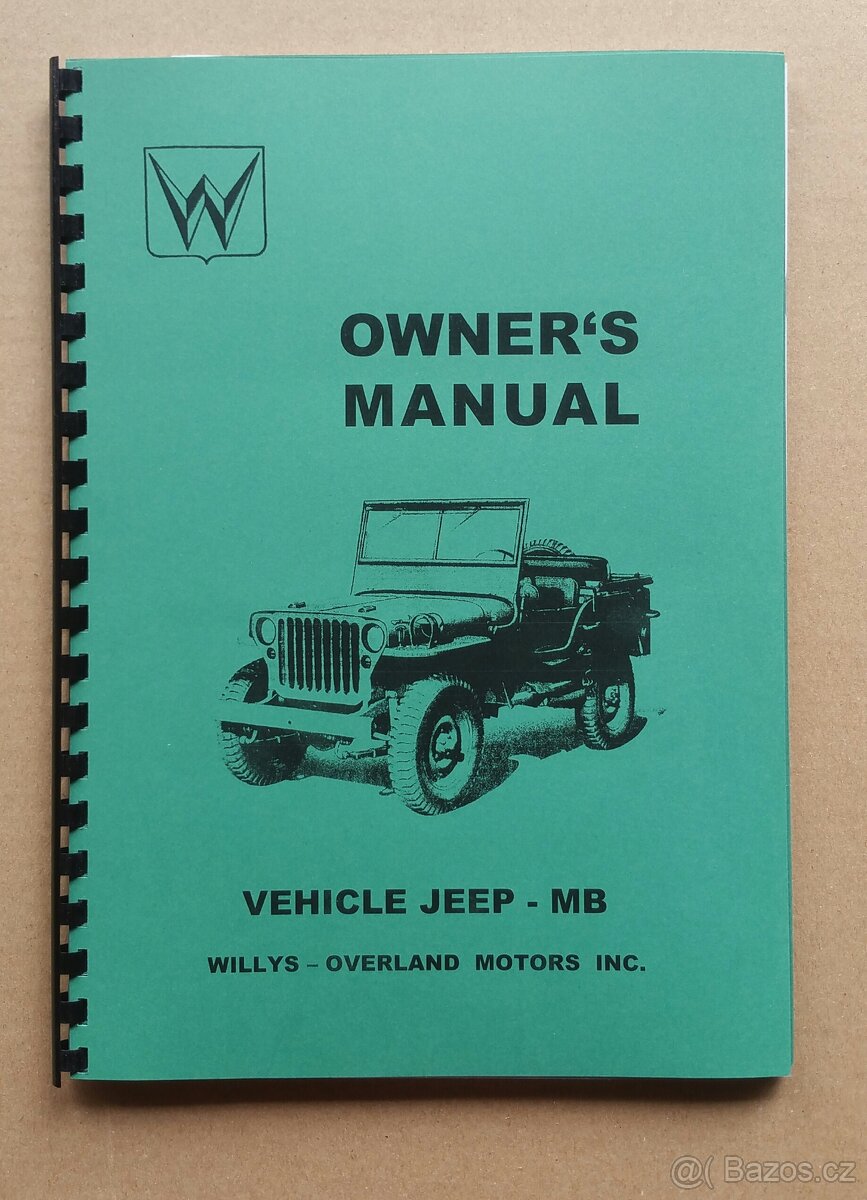 W
OWNER‘S
MANUAL
VEHICLE JEEP - MB
WILLYS – OVERLAND MOTORS INC.
@( Bazos.cz